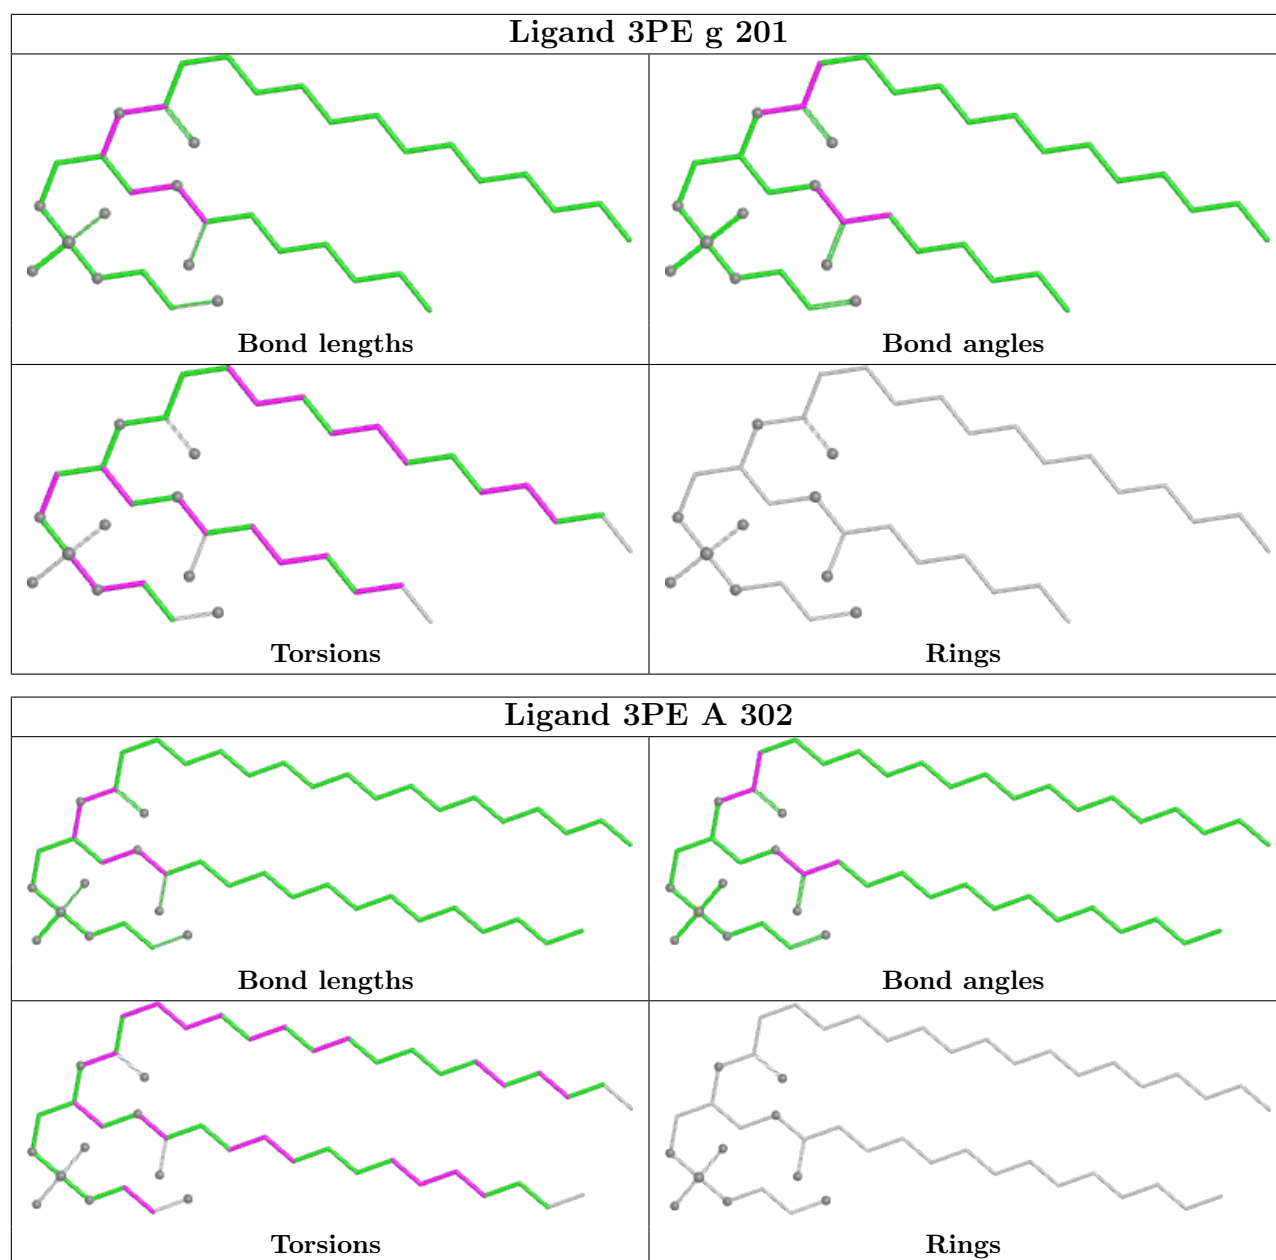 Ligand 3PE g 201
Bond lengths
Bond angles
Torsions
Rings
Ligand 3PE A 302
Bond lengths
Bond angles
Torsions
Rings